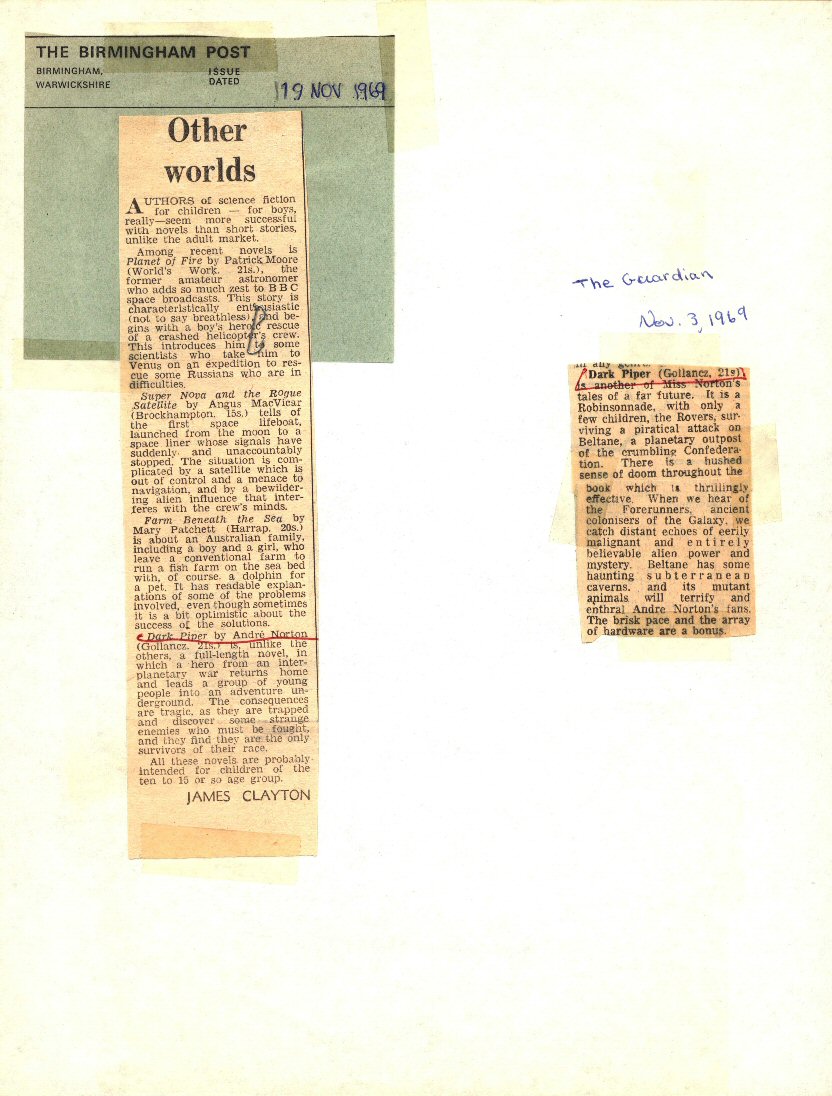 THE BIRMINGHAM POST
BIRMINGHAM,
WARWICKSHIRE
ISSUE
DATED
19 NOV 1969
Other
worlds
AUTHORS of science fiction
for children — for boys,
really—seem more successful
with novels than short stories,
unlike the adult market.
Among recent novels is
Planet of Fire by Patrick Moore
(World's Work. 21s.), the
former amateur astronomer
who adds so much zest to BBC
space broadcasts. This story is
characteristically enthusiastic
(not to say breathless), and be-
gins with a boy's heroic rescue
of a crashed helicopter's crew.
This introduces him to some
scientists who take him to
Venus on an expedition to res-
cue some Russians who are in
difficulties.
Super Nova and the Rogue
Satellite by Angus MacVicar
(Brockhampton. 15s.) tells of
the first space lifeboat,
launched from the moon to a
space liner whose signals have
suddenly and unaccountably
stopped. The situation is com-
plicated by a satellite which is
out of control and a menace to
navigation, and by a bewilder-
ing alien influence that inter-
feres with the crew's minds.
Farm Beneath the Sea by
Mary Patchett (Harrap. 20s.)
is about an Australian family,
including a boy and a girl, who
leave a conventional farm to
run a fish farm on the sea bed
with, of course, a dolphin for
a pet. It has readable explan-
ations of some of the problems
involved, even though sometimes
it is a bit optimistic about the
success of the solutions.
Dark Piper by André Norton
(Gollancz. 21s.) is, unlike the
others, a full-length novel, in
which a hero from an inter-
planetary war returns home
and leads a group of young
people into an adventure un-
derground. The consequences
are tragic, as they are trapped
and discover some strange
enemies who must be fought,
and they find they are the only
survivors of their race.
All these novels are probably
intended for children of the
ten to 15 or so age group.
JAMES CLAYTON
The Guardian
Nov. 3, 1969
in any genre.
Dark Piper (Gollancz, 21s)
is another of Miss Norton's
tales of a far future. It is a
Robinsonnade, with only a
few children, the Rovers, sur-
viving a piratical attack on
Beltane, a planetary outpost
of the crumbling Confedera-
tion. There is a hushed
sense of doom throughout the
book which is thrillingly
effective. When we hear of
the Forerunners, ancient
colonisers of the Galaxy, we
catch distant echoes of eerily
malignant and entirely
believable alien power and
mystery. Beltane has some
haunting subterranean
caverns, and its mutant
animals will terrify and
enthral Andre Norton's fans.
The brisk pace and the array
of hardware are a bonus.